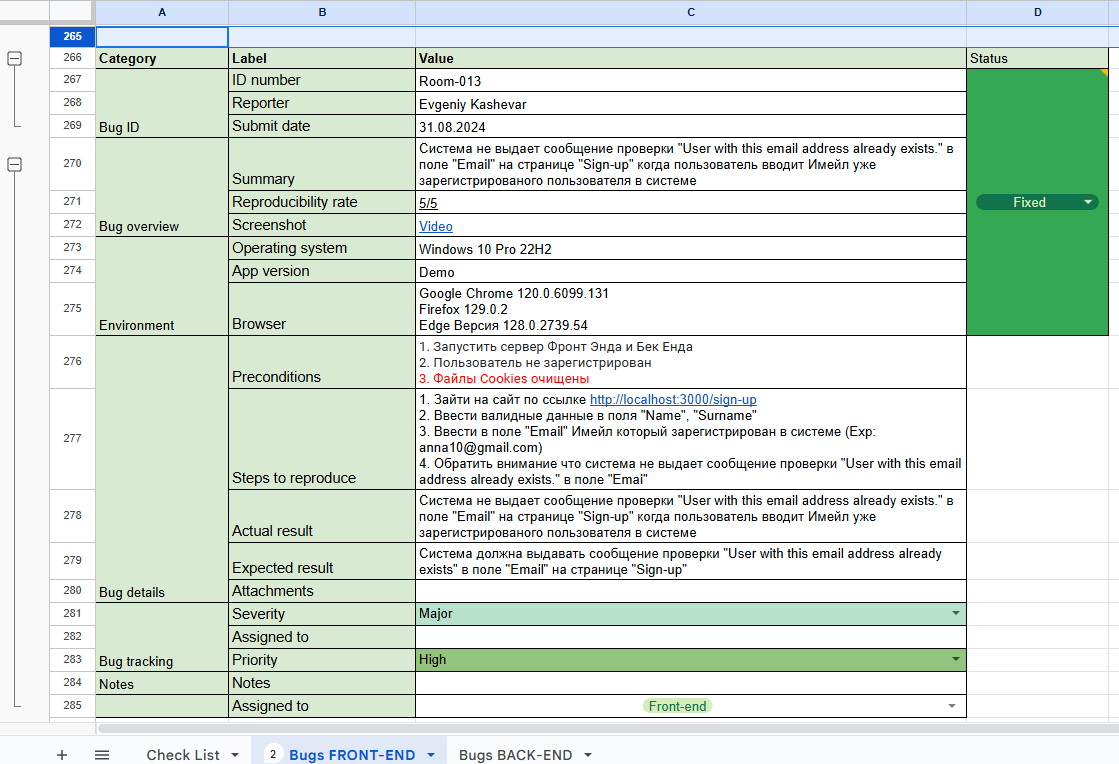 A B C D
265
266 Category Label Value Status
267 ID number Room-013
268 Reporter Evgeniy Kashevar
269 Bug ID Submit date 31.08.2024
Система не выдает сообщение проверки "User with this email address already exists." в
270 поле "Email" на странице "Sign-up" когда пользователь вводит Имейл уже
Summary зарегистрированого пользователя в системе
271 Reproducibility rate 5/5 Fixed
272 Bug overview Screenshot Video
273 Operating system Windows 10 Pro 22H2
274 App version Demo
Google Chrome 120.0.6099.131
275 Firefox 129.0.2
Environment Browser Edge Версия 128.0.2739.54
1. Запустить сервер Фронт Энда и Бек Енда
276 2. Пользователь не зарегистрирован
Preconditions 3. Файлы Cookies очищены
1. Зайти на сайт по ссылке http://localhost:3000/sign-up
2. Ввести валидные данные в поля "Name", "Surname"
277 3. Ввести в поле "Email" Имейл который зарегистрирован в системе (Exp:
anna10@gmail.com)
4. Обратить внимание что система не выдает сообщение проверки "User with this email
Steps to reproduce address already exists." в поле "Emai"
Система не выдает сообщение проверки "User with this email address already exists." в
278 поле "Email" на странице "Sign-up" когда пользователь вводит Имейл уже
Actual result зарегистрированого пользователя в системе
279 Система должна выдавать сообщение проверки "User with this email address already
Expected result exists" в поле "Email" на странице "Sign-up"
280 Bug details Attachments
281 Severity Major
282 Assigned to
283 Bug tracking Priority High
284 Notes Notes
285 Assigned to Front-end
Check List 2 Bugs FRONT-END Bugs BACK-END